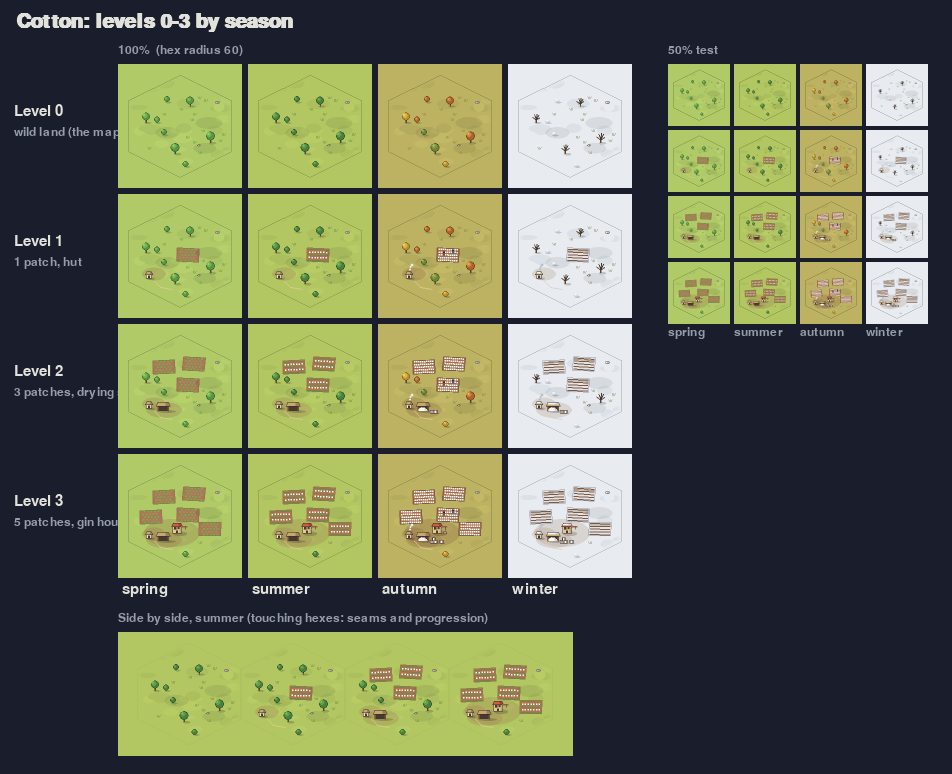 Cotton: levels 0-3 by season
100% (hex radius 60)
50% test
Level 0
wild land (the map
Level 1
1 patch, hut
Level 2
3 patches, drying
Level 3
5 patches, gin hou
spring summer autumn winter
spring summer autumn winter
Side by side, summer (touching hexes: seams and progression)